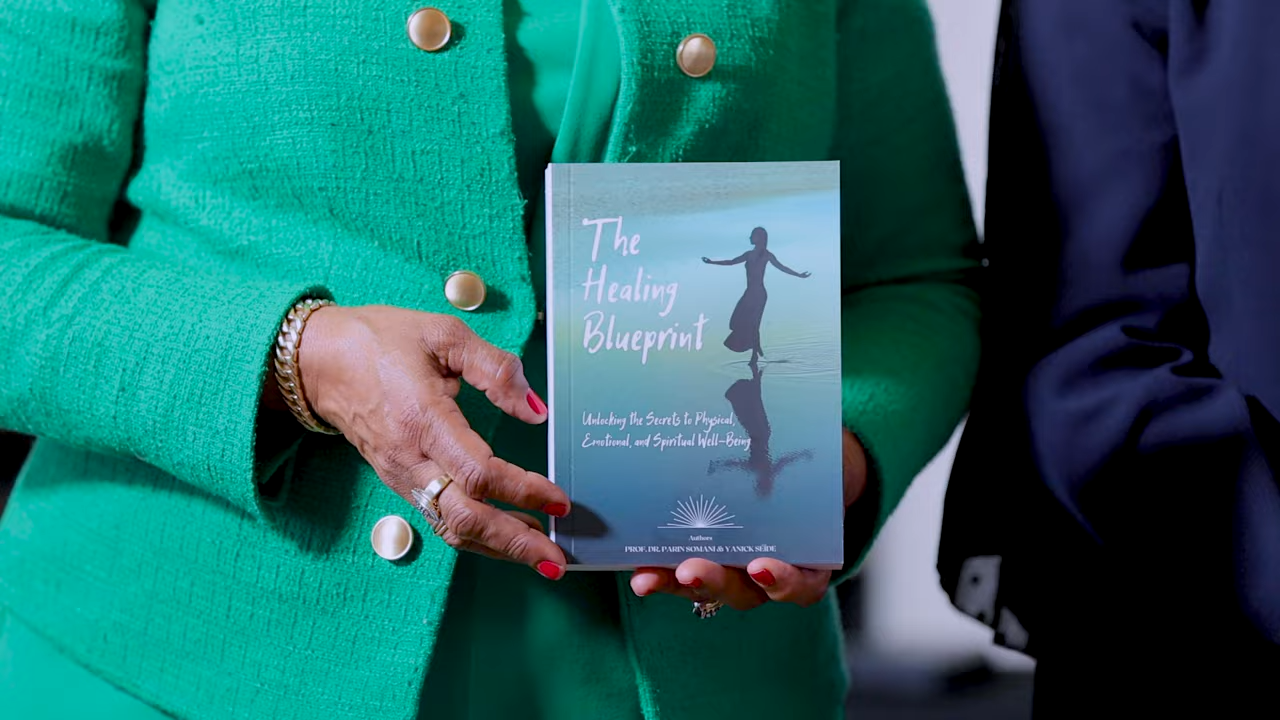 The
Healing
Blueprint
Unlocking the Secrets to Physical,
Emotional, and Spiritual Well-Being
Authors
PROF. DR. PARIN SOMANI & YANICK SEÏDE